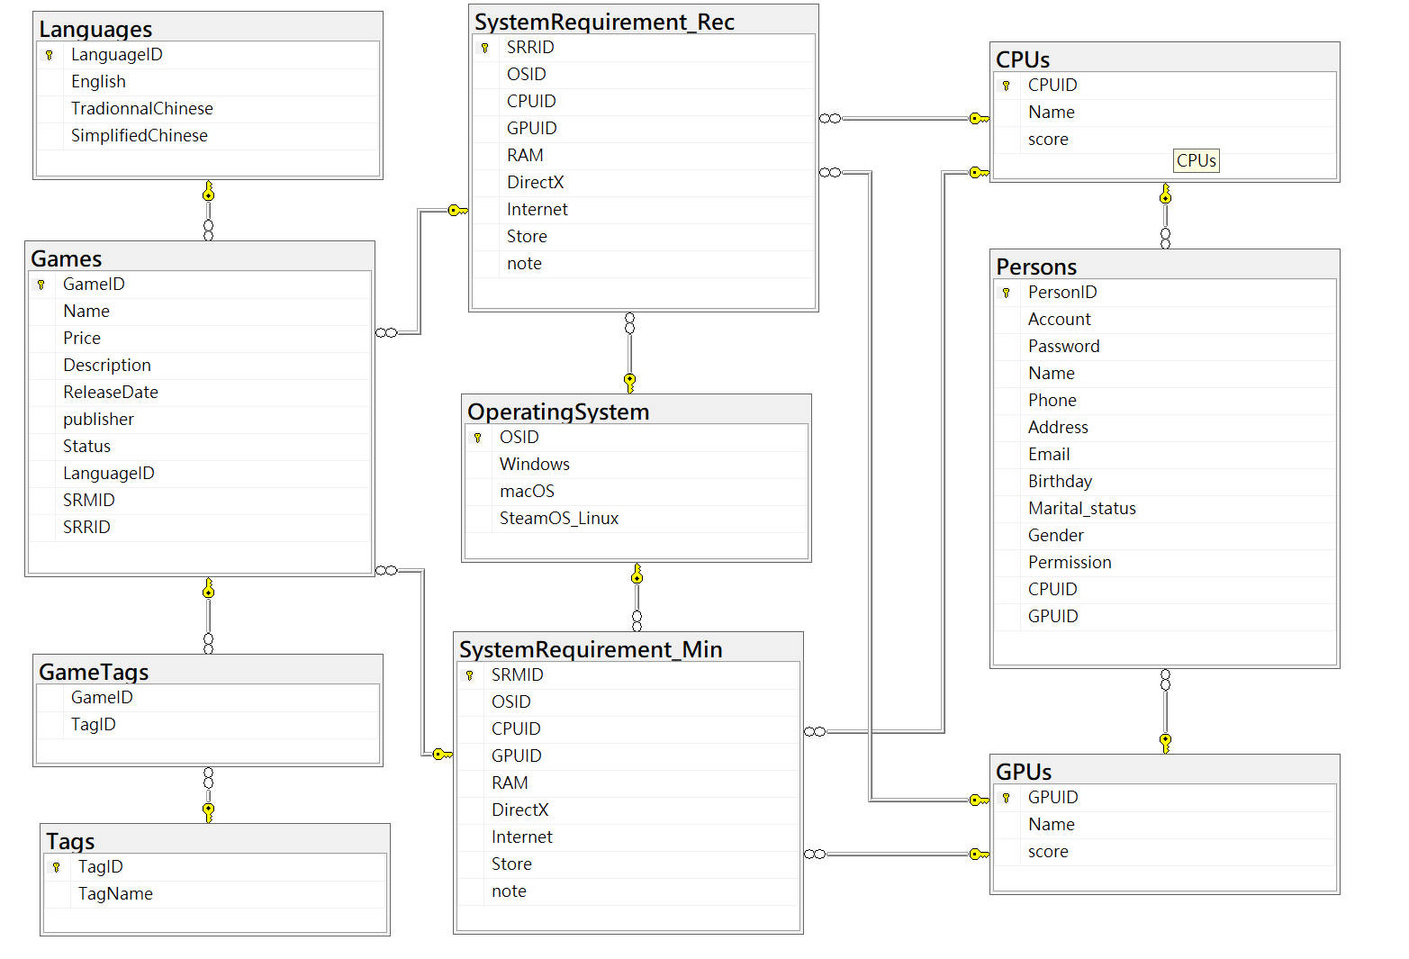 Languages
LanguageID
English
TradionnalChinese
SimplifiedChinese
Games
GameID
Name
Price
Description
ReleaseDate
publisher
Status
LanguageID
SRMID
SRRID
GameTags
GameID
TagID
Tags
TagID
TagName
SystemRequirement_Rec
SRRID
OSID
CPUID
GPUID
RAM
DirectX
Internet
Store
note
OperatingSystem
OSID
Windows
macOS
SteamOS_Linux
SystemRequirement_Min
SRMID
OSID
CPUID
GPUID
RAM
DirectX
Internet
Store
note
CPUs
CPUID
Name
score
CPUs
Persons
PersonID
Account
Password
Name
Phone
Address
Email
Birthday
Marital_status
Gender
Permission
CPUID
GPUID
GPUs
GPUID
Name
score